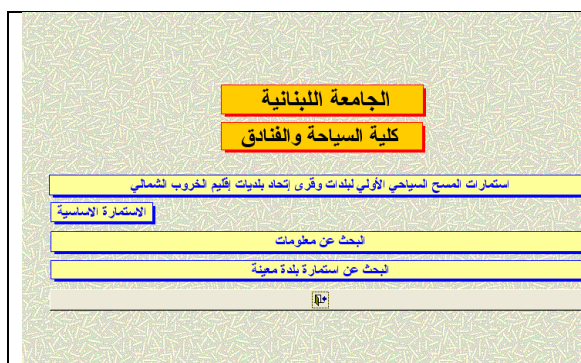 الجامعة اللبنانية
كلية السياحة والفنادق
استمارات المسح السياحي الأولي لبلدات وقرى إتحاد بلديات إقليم الخروب الشمالي
الاستمارة الاساسية
البحث عن معلومات
البحث عن استمارة بلدة معينة